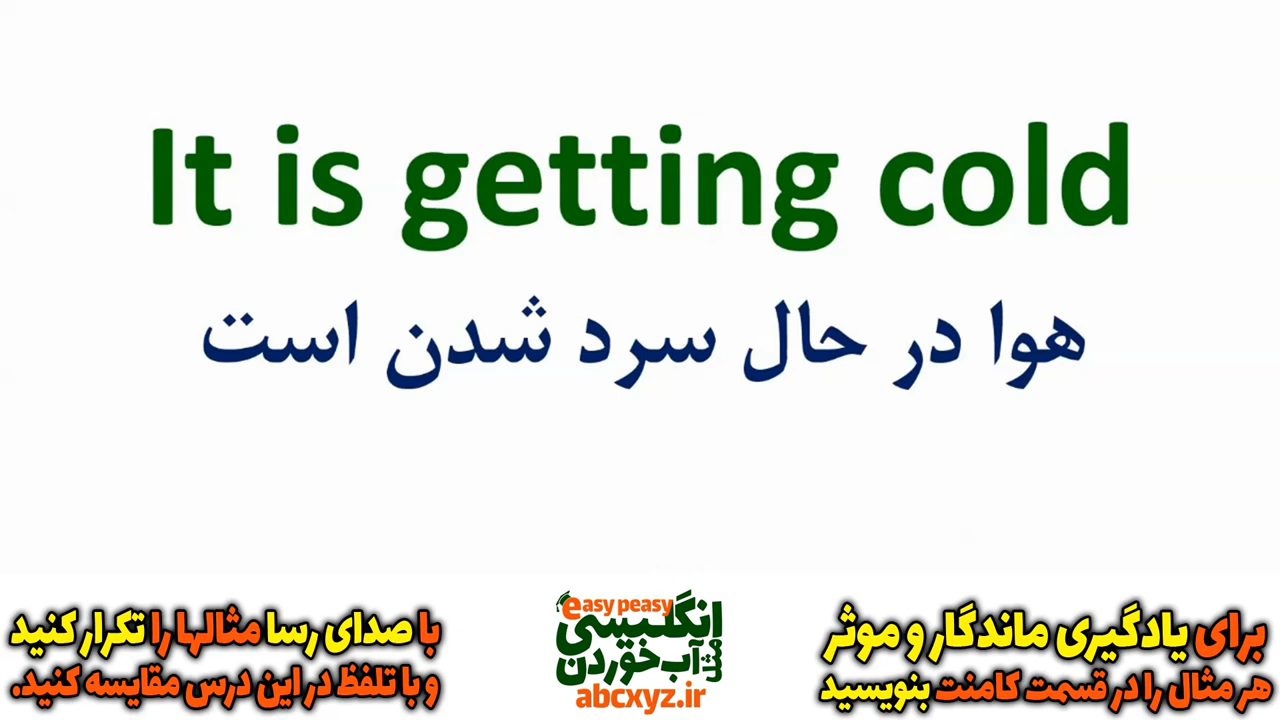 It is getting cold
هوا در حال سرد شدن است
برای یادگیری ماندگار و موثر
هر مثال را در قسمت کامنت بنویسید
easy peasy
انگلیسی
مثل
آب خوردن
abcxyz.ir
با صدای رسا مثالها را تکرار کنید
و با تلفظ در این درس مقایسه کنید.